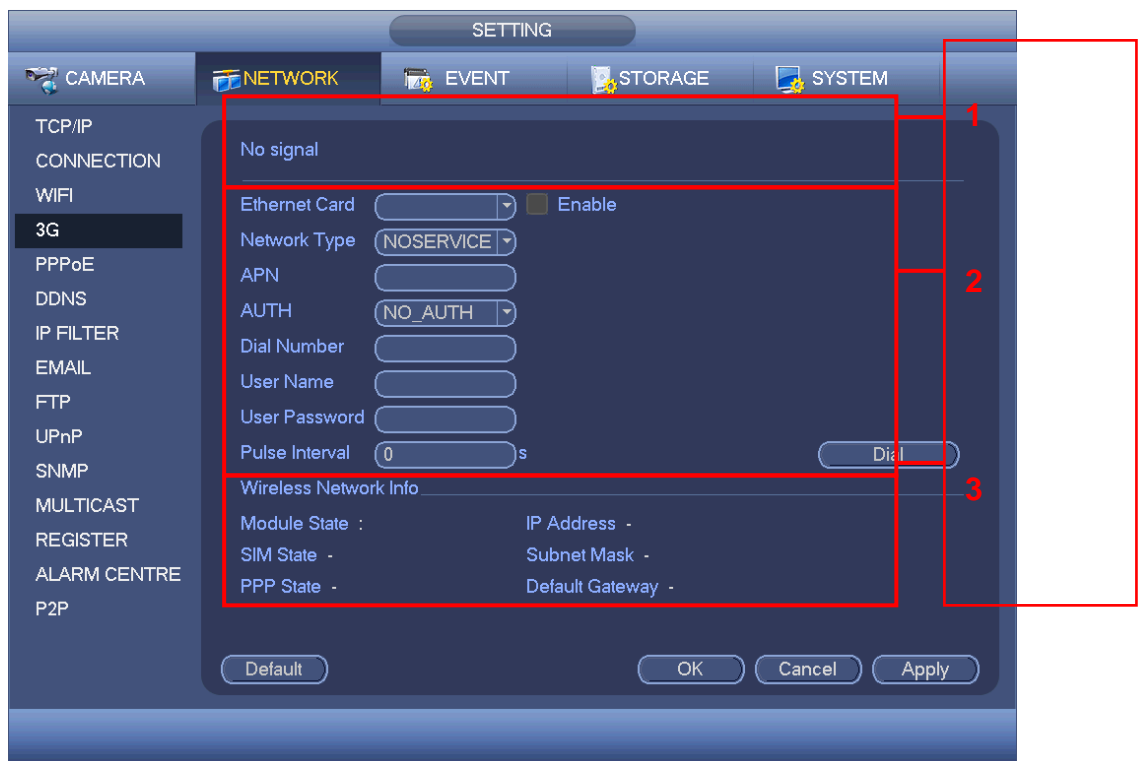 SETTING
CAMERA NETWORK EVENT STORAGE SYSTEM
TCP/IP
CONNECTION
WIFI
3G
PPPoE
DDNS
IP FILTER
EMAIL
FTP
UPnP
SNMP
MULTICAST
REGISTER
ALARM CENTRE
P2P
No signal
1
Ethernet Card Enable
Network Type NOSERVICE
APN
2
AUTH NO_AUTH
Dial Number
User Name
User Password
Pulse Interval 0 s Dial
Wireless Network Info
3
Module State : IP Address -
SIM State - Subnet Mask -
PPP State - Default Gateway -
Default OK Cancel Apply